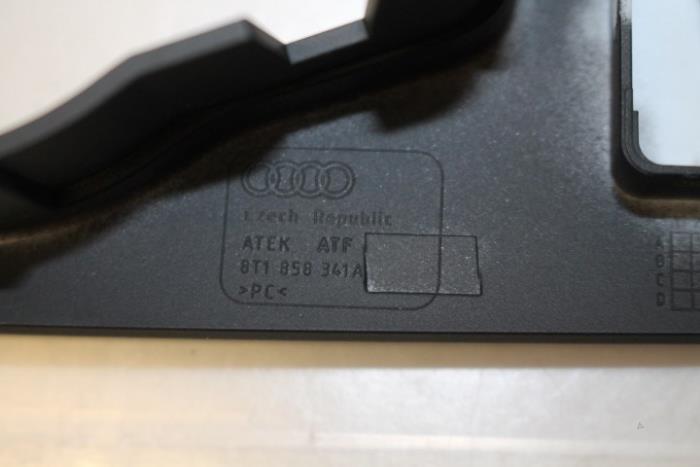 Czech Republic
ATEK ATF
8T1 858 341A
>PC<
A
B
C
D